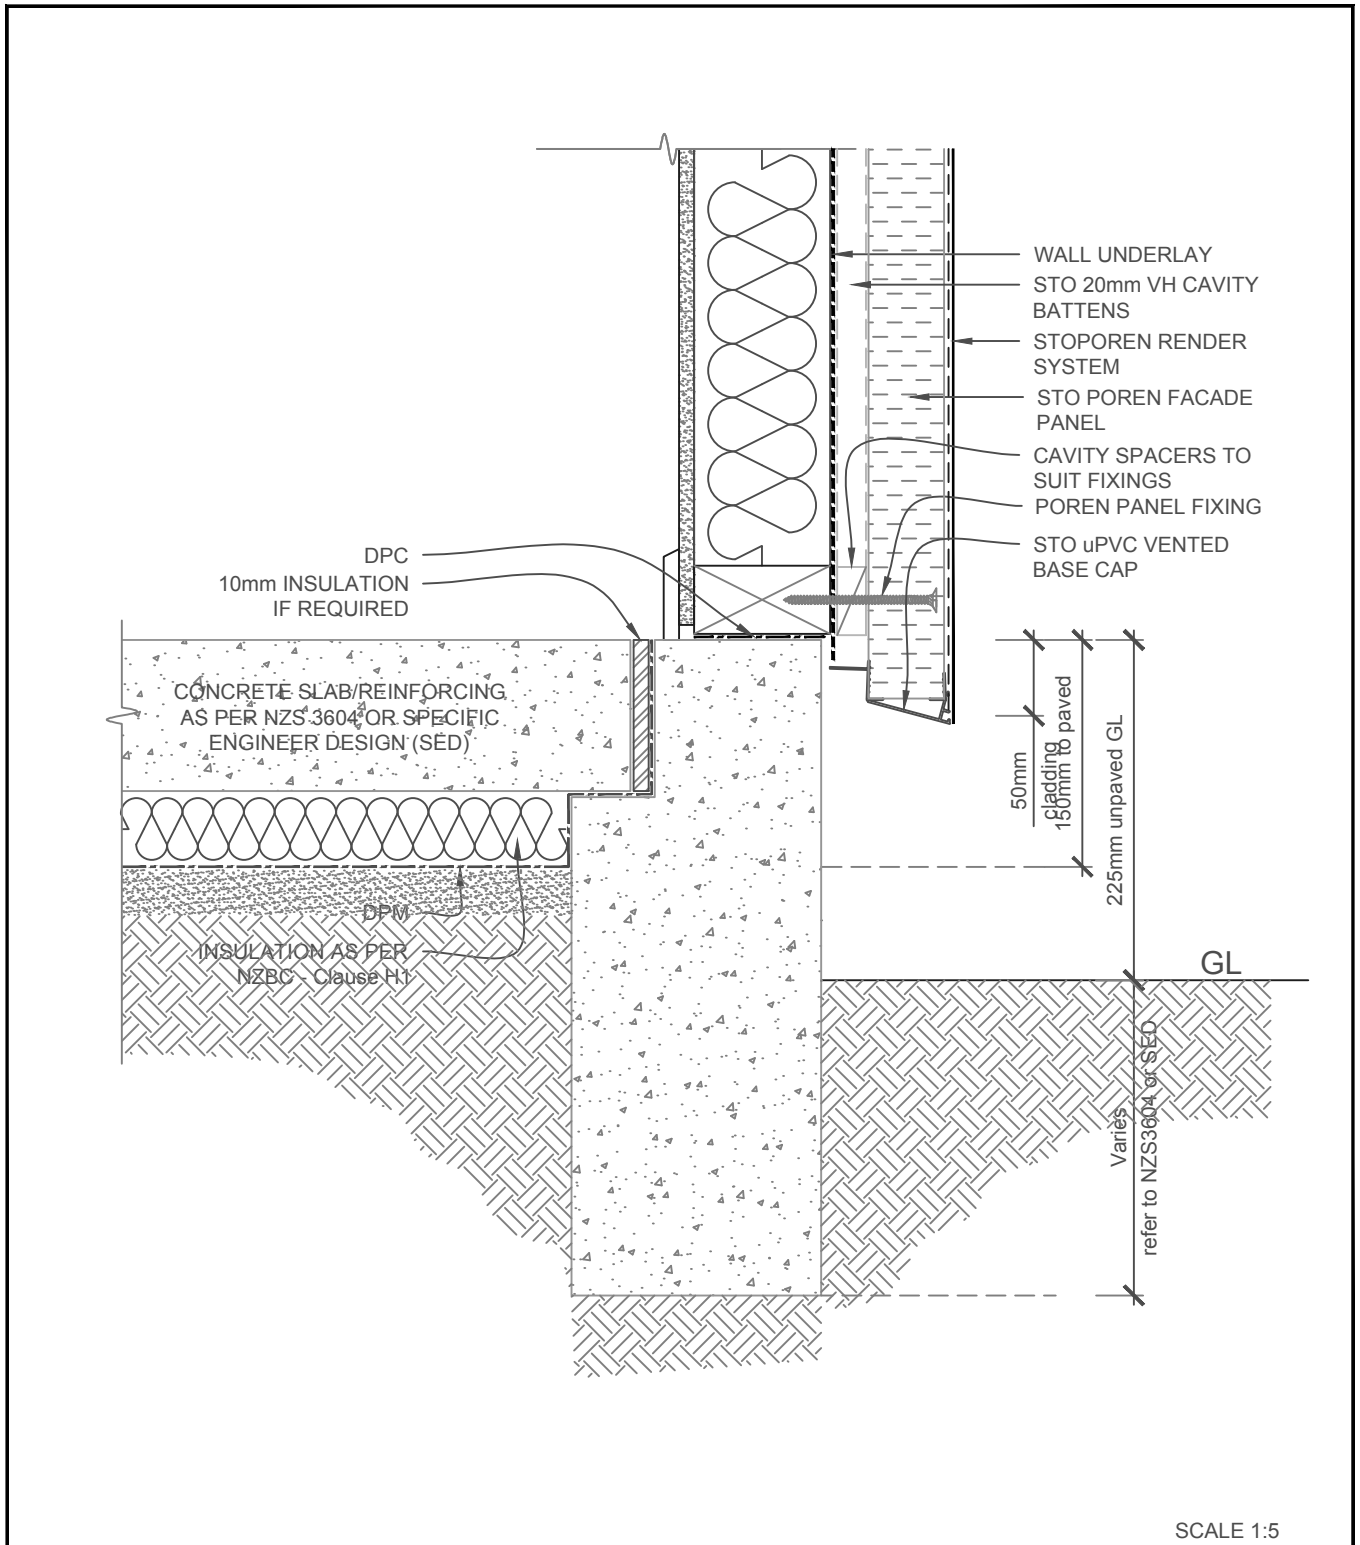 WALL UNDERLAY
STO 20mm VH CAVITY
BATTENS
STOPOREN RENDER
SYSTEM
STO POREN FACADE
PANEL
CAVITY SPACERS TO
SUIT FIXINGS
POREN PANEL FIXING
STO uPVC VENTED
BASE CAP
DPC
10mm INSULATION
IF REQUIRED
CONCRETE SLAB/REINFORCING
AS PER NZS 3604 OR SPECIFIC
ENGINEER DESIGN (SED)
DPM
INSULATION AS PER
NZBC - Clause H1
50mm
cladding
150mm to paved
225mm unpaved GL
GL
Varies
refer to NZS3604 or SED
SCALE 1:5